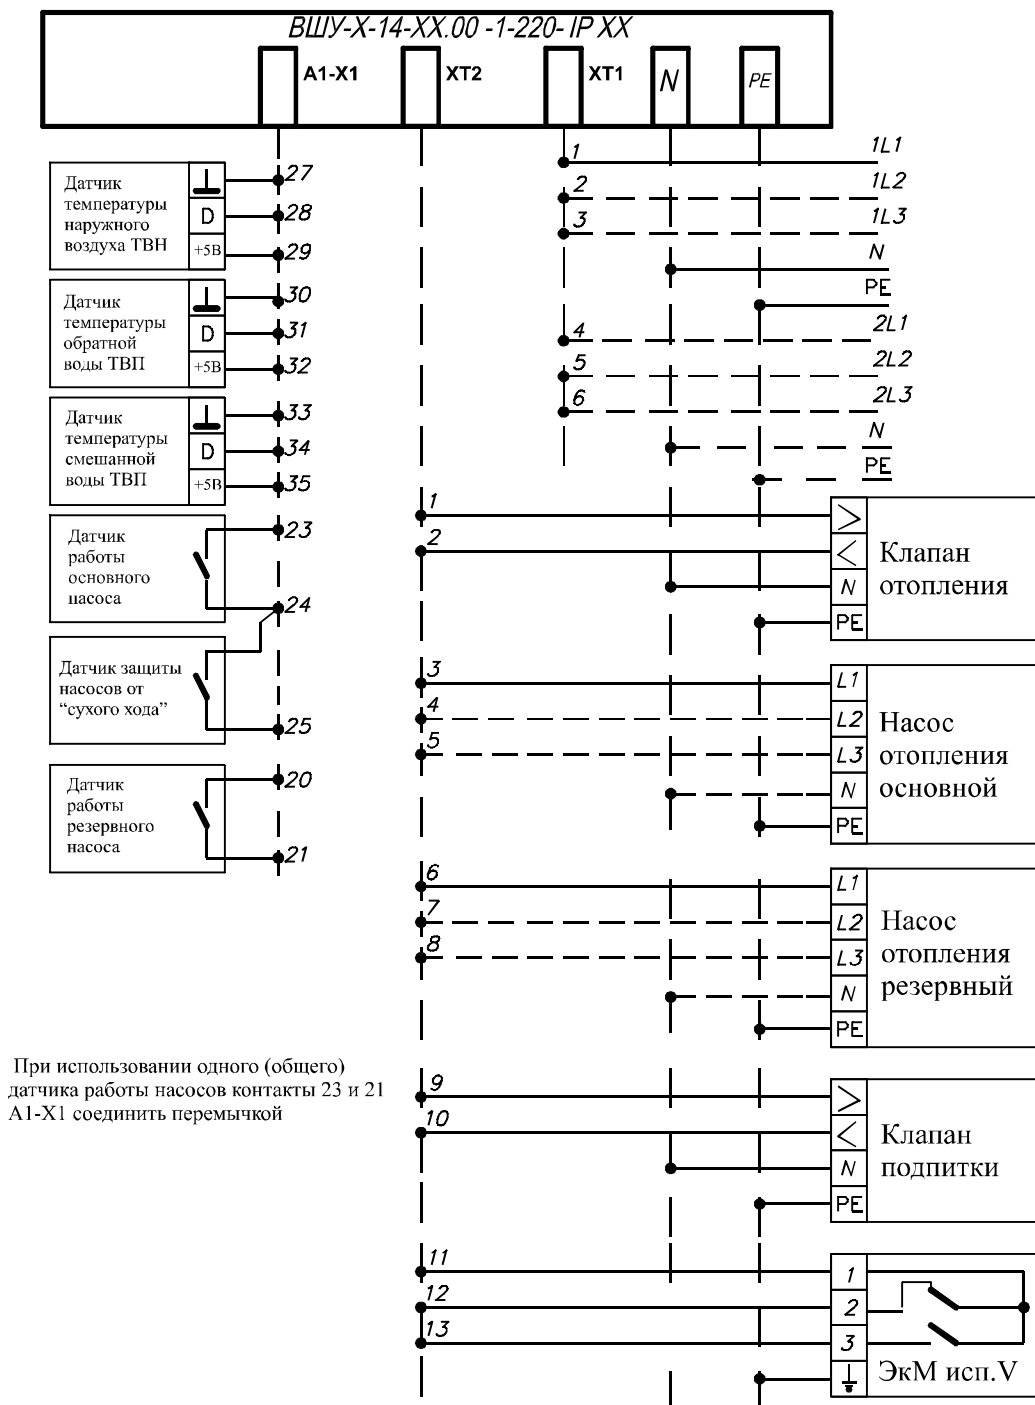 ВШУ-Х-14-ХХ.00 -1-220- IP ХХ
A1-X1
XT2
XT1
N
PE
1
1L1
2
1L2
3
1L3
N
PE
4
2L1
5
2L2
6
2L3
N
PE
Датчик
температуры
наружного
воздуха ТВН
D
+5В
27
28
29
Датчик
температуры
обратной
воды ТВП
D
+5В
30
31
32
Датчик
температуры
смешанной
воды ТВП
D
+5В
33
34
35
Датчик
работы
основного
насоса
23
24
Датчик защиты
насосов от
“сухого хода”
25
Датчик
работы
резервного
насоса
20
21
1
2
>
<
N
PE
Клапан
отопления
3
4
5
L1
L2
L3
N
PE
Насос
отопления
основной
6
7
8
L1
L2
L3
N
PE
Насос
отопления
резервный
При использовании одного (общего)
датчика работы насосов контакты 23 и 21
А1-Х1 соединить перемычкой
9
10
>
<
N
PE
Клапан
подпитки
11
12
13
1
2
3
ЭкМ исп.V